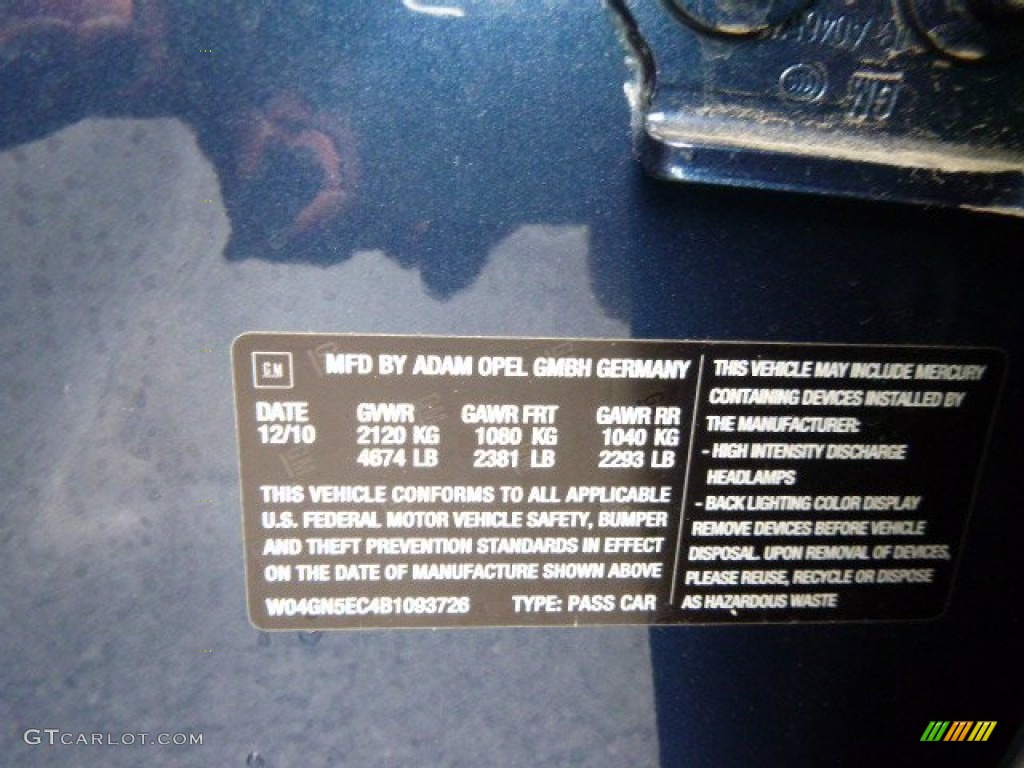 GM
MFD BY ADAM OPEL GMBH GERMANY
DATE GVWR GAWR FRT GAWR RR
12/10 2120 KG 1080 KG 1040 KG
4674 LB 2381 LB 2293 LB
THIS VEHICLE CONFORMS TO ALL APPLICABLE
U.S. FEDERAL MOTOR VEHICLE SAFETY, BUMPER
AND THEFT PREVENTION STANDARDS IN EFFECT
ON THE DATE OF MANUFACTURE SHOWN ABOVE
W04GN5EC4B1093726 TYPE: PASS CAR
THIS VEHICLE MAY INCLUDE MERCURY
CONTAINING DEVICES INSTALLED BY
THE MANUFACTURER:
- HIGH INTENSITY DISCHARGE
HEADLAMPS
- BACK LIGHTING COLOR DISPLAY
REMOVE DEVICES BEFORE VEHICLE
DISPOSAL. UPON REMOVAL OF DEVICES,
PLEASE REUSE, RECYCLE OR DISPOSE
AS HAZARDOUS WASTE
GTCARLOT.COM